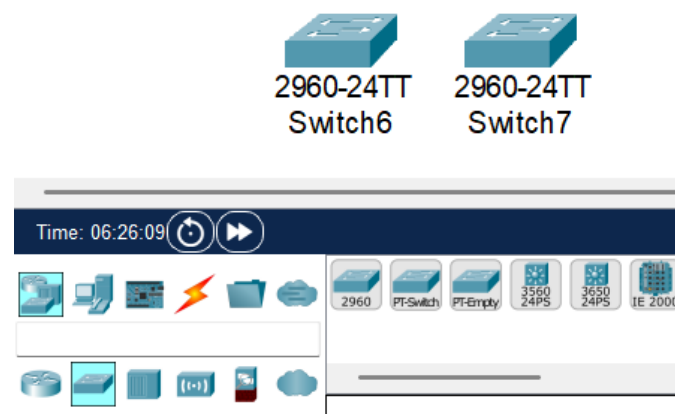 2960-24TT 2960-24TT
Switch6 Switch7
Time: 06:26:09
2960 PT-Switch PT-Empty 3560 24PS 3650 24PS IE 2000